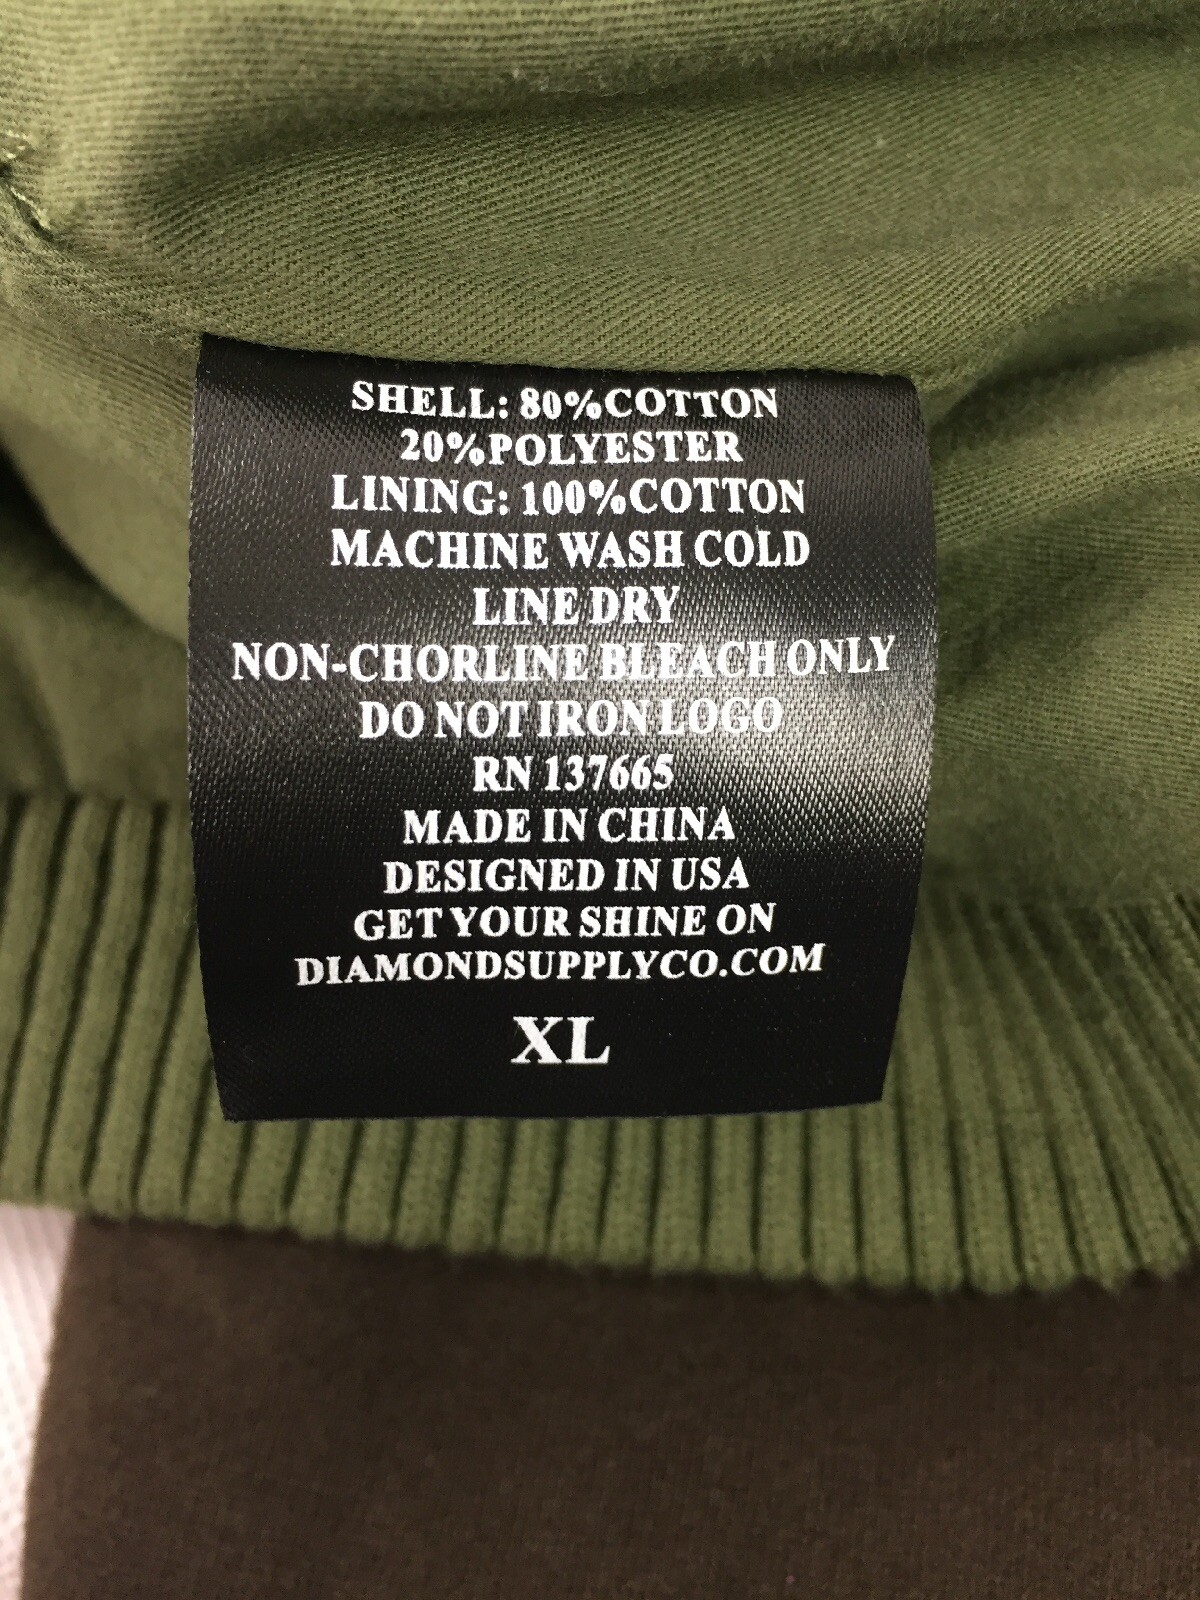 SHELL: 80%COTTON
20%POLYESTER
LINING: 100%COTTON
MACHINE WASH COLD
LINE DRY
NON-CHORLINE BLEACH ONLY
DO NOT IRON LOGO
RN 137665
MADE IN CHINA
DESIGNED IN USA
GET YOUR SHINE ON
DIAMONDSUPPLYCO.COM
XL